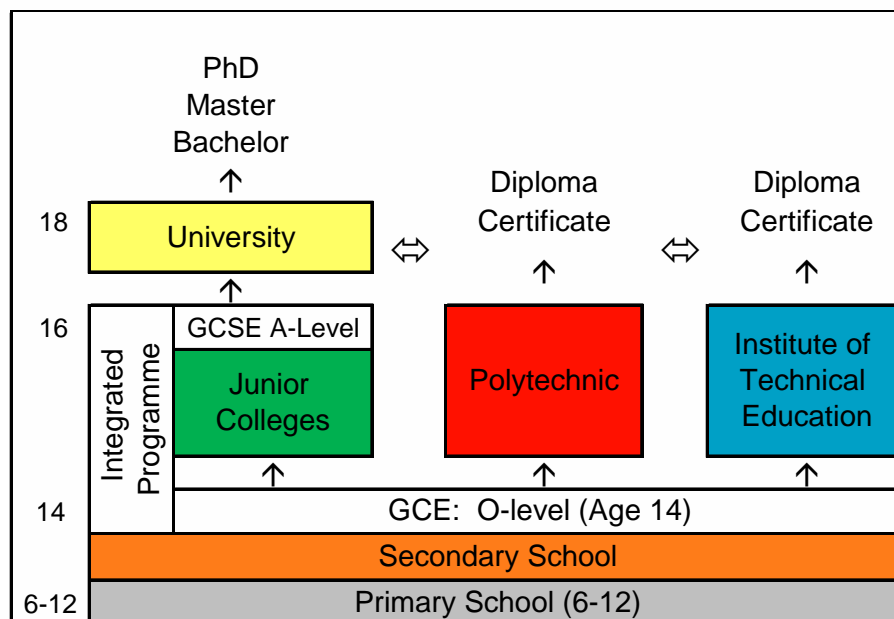 PhD
Master
Bachelor
Diploma
Certificate
Diploma
Certificate
18
University
16
GCSE A-Level
Integrated
Programme
Junior
Colleges
Polytechnic
Institute of
Technical
Education
14
GCE: O-level (Age 14)
Secondary School
6-12
Primary School (6-12)